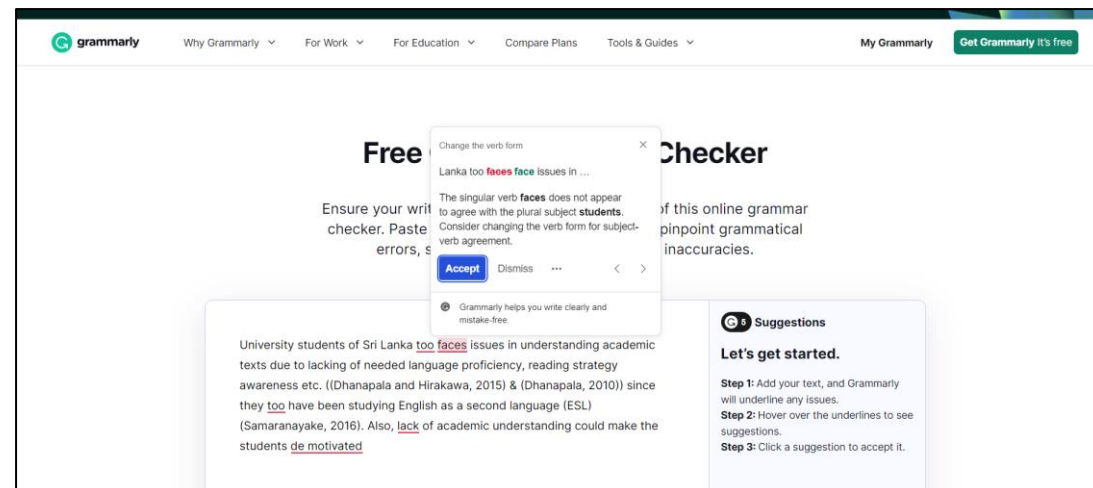 grammarly Why Grammarly For Work For Education Compare Plans Tools & Guides My Grammarly Get Grammarly It's free
Free Checker
Change the verb form
Lanka too faces face issues in ...
The singular verb faces does not appear
to agree with the plural subject students.
Consider changing the verb form for subject-
verb agreement.
Accept Dismiss ...
Grammarly helps you write clearly and
mistake-free.
Ensure your of this online grammar
checker. Paste pinpoint grammatical
errors, inaccuracies.
University students of Sri Lanka too faces issues in understanding academic
texts due to lacking of needed language proficiency, reading strategy
awareness etc. ((Dhanapala and Hirakawa, 2015) & (Dhanapala, 2010)) since
they too have been studying English as a second language (ESL)
(Samaranayake, 2016). Also, lack of academic understanding could make the
students de motivated
G 5 Suggestions
Let's get started.
Step 1: Add your text, and Grammarly
will underline any issues.
Step 2: Hover over the underlines to see
suggestions.
Step 3: Click a suggestion to accept it.